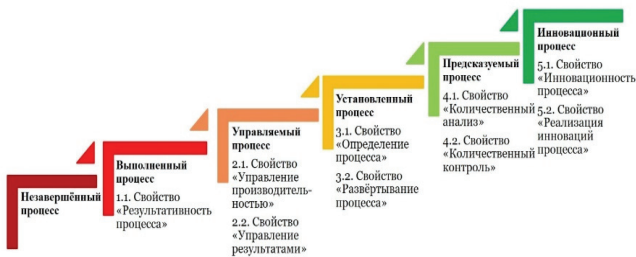 Незавершённый
процесс
Выполненный
процесс
1.1. Свойство
«Результативность
процесса»
Управляемый
процесс
2.1. Свойство
«Управление
производитель-
ностью»
2.2. Свойство
«Управление
результатами»
Установленный
процесс
3.1. Свойство
«Определение
процесса»
3.2. Свойство
«Развёртывание
процесса»
Предсказуемый
процесс
4.1. Свойство
«Количественный
анализ»
4.2. Свойство
«Количественный
контроль»
Инновационный
процесс
5.1. Свойство
«Инновационность
процесса»
5.2. Свойство
«Реализация
инноваций
процесса»